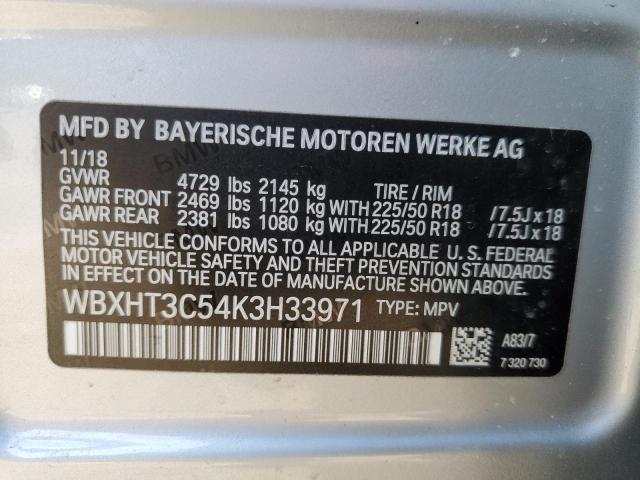 MFD BY BAYERISCHE MOTOREN WERKE AG
11/18
GVWR 4729 lbs 2145 kg TIRE / RIM
GAWR FRONT 2469 lbs 1120 kg WITH 225/50 R18 /7.5J x 18
GAWR REAR 2381 lbs 1080 kg WITH 225/50 R18 /7.5J x 18
THIS VEHICLE CONFORMS TO ALL APPLICABLE U. S. FEDERAL
MOTOR VEHICLE SAFETY, AND THEFT PREVENTION STANDARDS
IN EFFECT ON THE DATE OF MANUFACTURE SHOWN ABOVE.
WBXHT3C54K3H33971 TYPE: MPV
A83/7
7 320 730